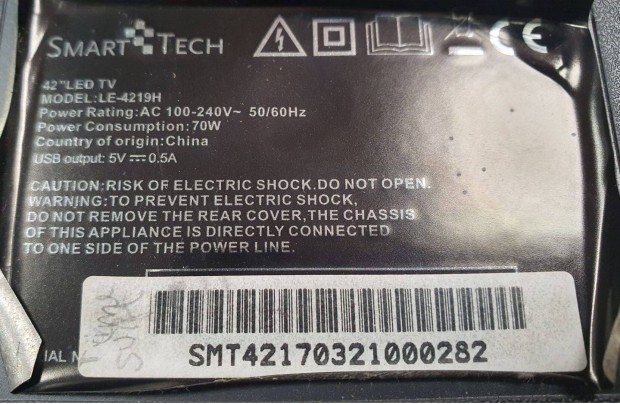 SMART TECH
42"LED TV
MODEL:LE-4219H
Power Rating:AC 100-240V~ 50/60Hz
Power Consumption:70W
Country of origin:China
USB output: 5V⎓0.5A
CAUTION:RISK OF ELECTRIC SHOCK.DO NOT OPEN.
WARNING:TO PREVENT ELECTRIC SHOCK,
DO NOT REMOVE THE REAR COVER,THE CHASSIS
OF THIS APPLIANCE IS DIRECTLY CONNECTED
TO ONE SIDE OF THE POWER LINE.
IAL N
SMT42170321000282